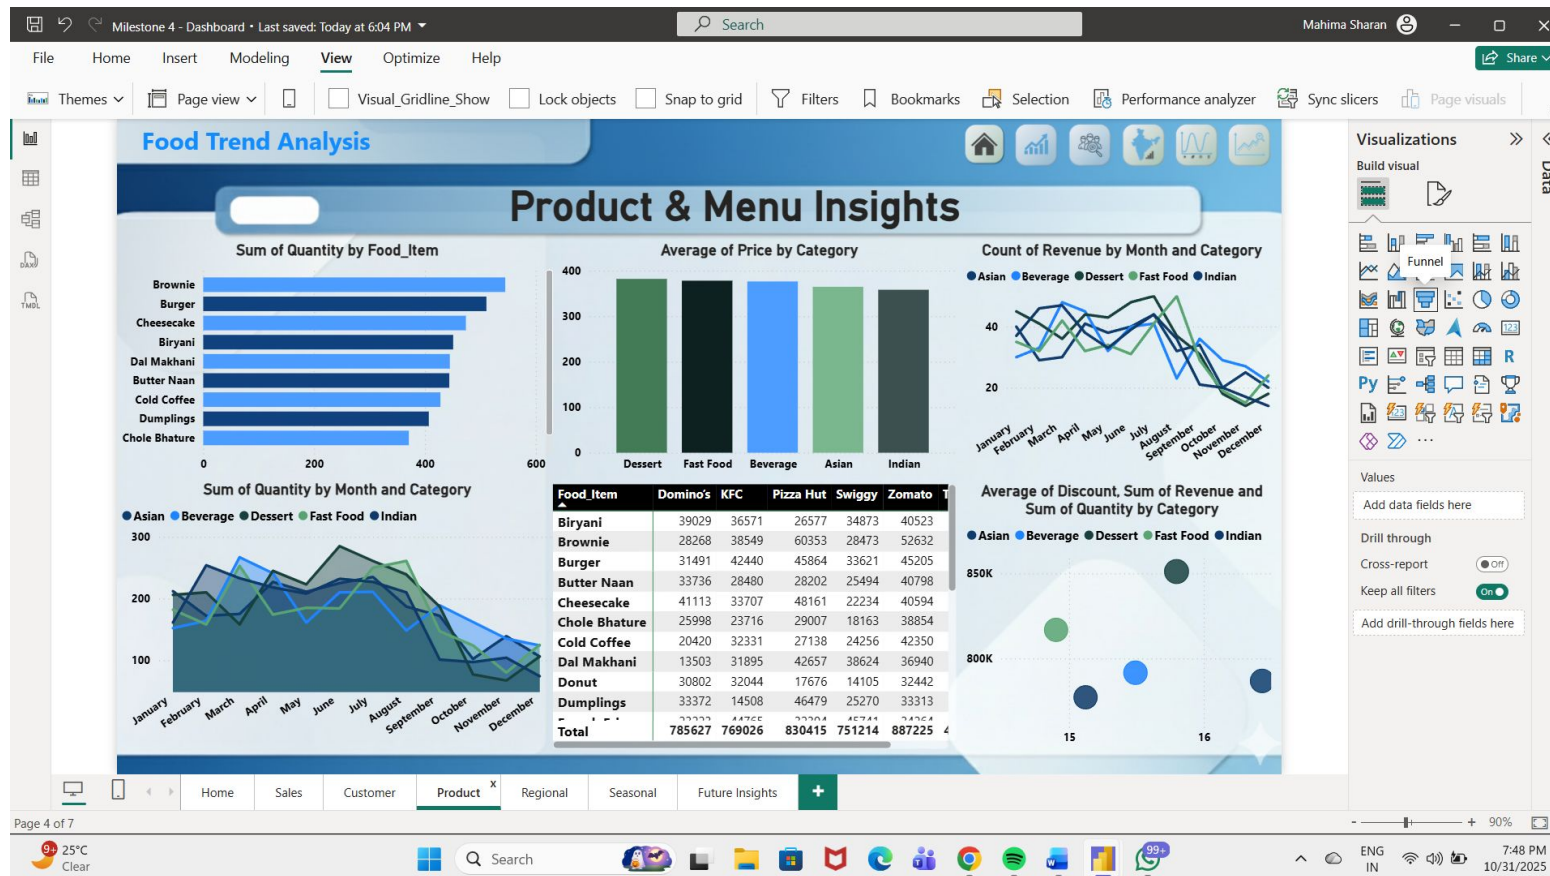 Milestone 4 - Dashboard • Last saved: Today at 6:04 PM
Search
Mahima Sharan
File Home Insert Modeling View Optimize Help
Share
Themes Page view Visual_Gridline_Show Lock objects Snap to grid Filters Bookmarks Selection Performance analyzer Sync slicers Page visuals
Food Trend Analysis
Product & Menu Insights
Sum of Quantity by Food_Item
Brownie
Burger
Cheesecake
Biryani
Dal Makhani
Butter Naan
Cold Coffee
Dumplings
Chole Bhature
0 200 400 600
Average of Price by Category
400
300
200
100
0
Dessert Fast Food Beverage Asian Indian
Count of Revenue by Month and Category
Asian Beverage Dessert Fast Food Indian
40
20
January February March April May June July August September October November December
Sum of Quantity by Month and Category
Asian Beverage Dessert Fast Food Indian
300
200
100
January February March April May June July August September October November December
Food_Item Domino's KFC Pizza Hut Swiggy Zomato
Biryani 39029 36571 26577 34873 40523
Brownie 28268 38549 60353 28473 52632
Burger 31491 42440 45864 33621 45205
Butter Naan 33736 28480 28202 25494 40798
Cheesecake 41113 33707 48161 22234 40594
Chole Bhature 25998 23716 29007 18163 38854
Cold Coffee 20420 32331 27138 24256 42350
Dal Makhani 13503 31895 42657 38624 36940
Donut 30802 32044 17676 14105 32442
Dumplings 33372 14508 46479 25270 33313
Total 785627 769026 830415 751214 887225
Average of Discount, Sum of Revenue and
Sum of Quantity by Category
Asian Beverage Dessert Fast Food Indian
850K
800K
15 16
Visualizations
Build visual
Funnel
123
R
Py
Values
Add data fields here
Drill through
Cross-report Off
Keep all filters On
Add drill-through fields here
Data
DAX
TMDL
Home Sales Customer Product x Regional Seasonal Future Insights +
Page 4 of 7
- + 90%
9+ 25°C
Clear
Search
99+
ENG
IN
7:48 PM
10/31/2025